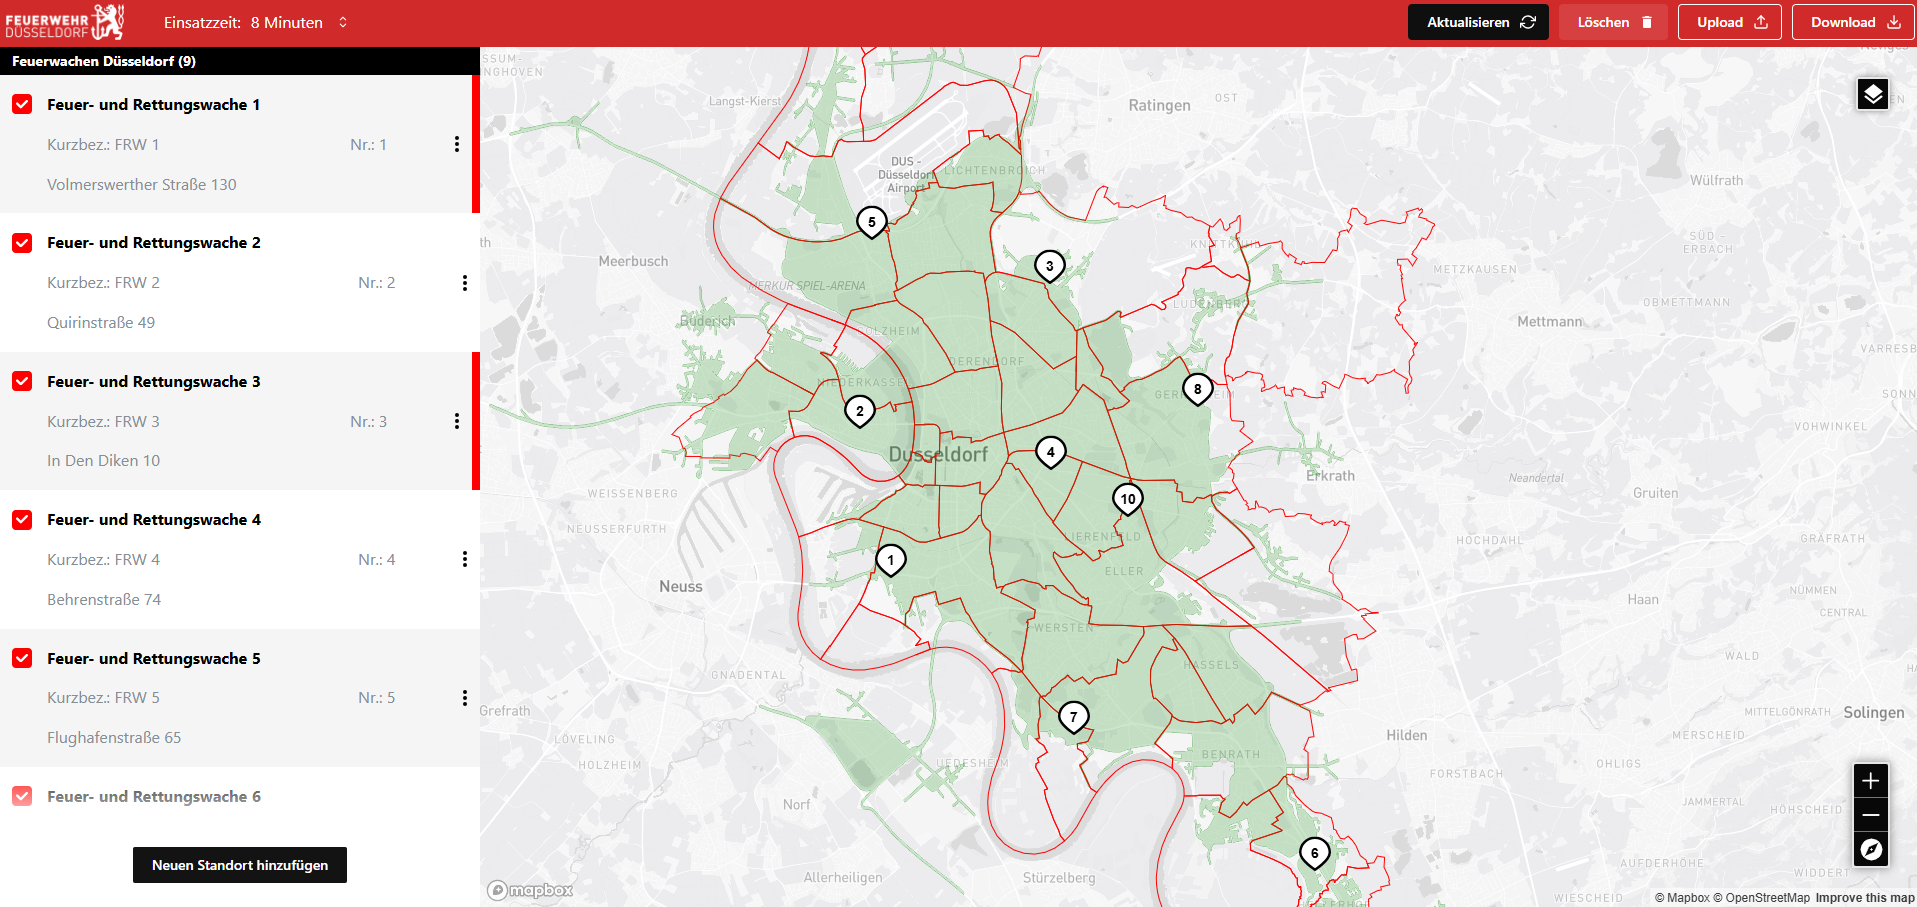 FEUERWEHR
DÜSSELDORF
Einsatzzeit: 8 Minuten
Aktualisieren
Löschen
Upload
Download
Feuerwachen Düsseldorf (9)
Feuer- und Rettungswache 1
Kurzbez.: FRW 1
Nr.: 1
Volmerswerther Straße 130
Feuer- und Rettungswache 2
Kurzbez.: FRW 2
Nr.: 2
Quirinstraße 49
Feuer- und Rettungswache 3
Kurzbez.: FRW 3
Nr.: 3
In Den Diken 10
Feuer- und Rettungswache 4
Kurzbez.: FRW 4
Nr.: 4
Behrenstraße 74
Feuer- und Rettungswache 5
Kurzbez.: FRW 5
Nr.: 5
Flughafenstraße 65
Feuer- und Rettungswache 6
Neuen Standort hinzufügen
Langst-Kierst
Ratingen
OST
DUS -
Düsseldorf
Airport
LICHTENBROICH
Wülfrath
5
3
SÜD -
ERBACH
Meerbusch
METZKAUSEN
MERKUR SPIEL-ARENA
OBMETTMANN
LUDENBERG
Büderich
Mettmann
DERENDORF
NIEDERKASSEL
8
2
VOHWINKEL
Düsseldorf
4
Erkrath
Neandertal
WEISSENBERG
Gruiten
10
NEUSSERFURTH
LIERENFELD
HOCHDAHL
GRÄFRATH
1
ELLER
Neuss
NÜMMEN
Haan
CENTRAL
WERSTEN
WALD
HASSELS
GNADENTAL
Grefrath
7
MITTELGÖNRATH
Solingen
LÖVELING
Hilden
MERSCHEID
BENRATH
HOLZHEIM
UEDESHEIM
OHLIGS
FORSTBACH
Norf
JAMMERTAL
HÖHSCHEID
6
AUFDERHÖHE
Allerheiligen
Stürzelberg
WIDDERT
mapbox
WIESCHEID
© Mapbox © OpenStreetMap Improve this map